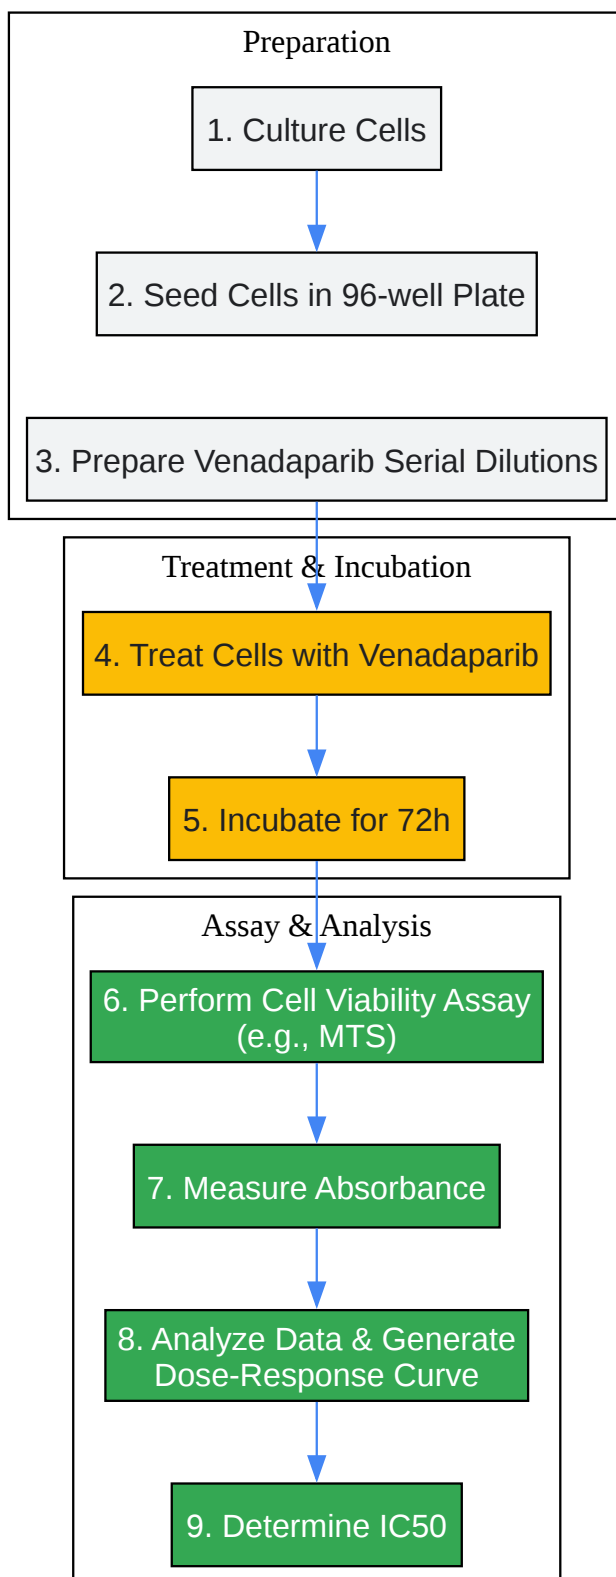 Preparation
1. Culture Cells
2. Seed Cells in 96-well Plate
3. Prepare Venadaparib Serial Dilutions
Treatment & Incubation
4. Treat Cells with Venadaparib
5. Incubate for 72h
Assay & Analysis
6. Perform Cell Viability Assay
(e.g., MTS)
7. Measure Absorbance
8. Analyze Data & Generate
Dose-Response Curve
9. Determine IC50